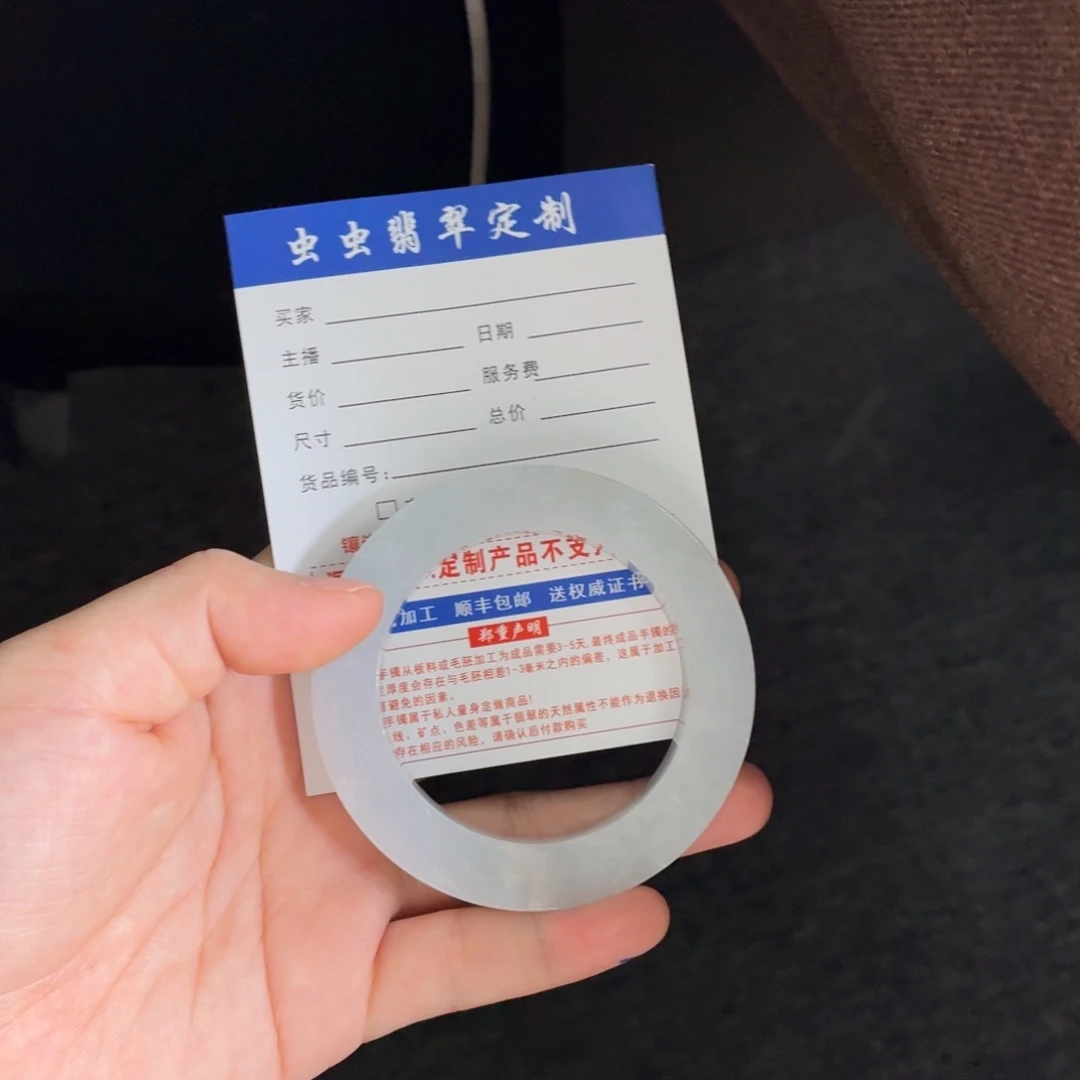 虫虫翡翠定制
买家
主播 日期
货价 服务费
尺寸 总价
货品编号:
定制产品不支
加工 顺丰包邮 送权威证书
郑重声明
手镯从板料或毛胚加工为成品需要3-5天,最终成品手镯的
厚度会存在与毛胚相差1-3毫米之内的偏差。这属于加工
避免的因素。
手镯属于私人量身定做商品!
线、矿点、色差等属于翡翠的天然属性不能作为退换因
存在相应的风险,请确认后付款购买